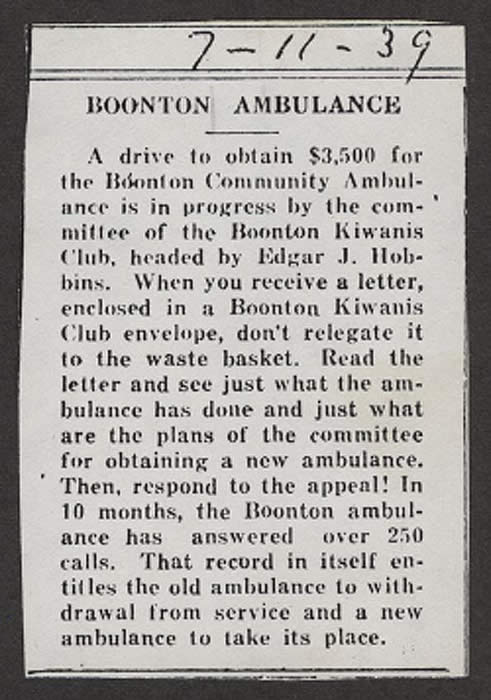 7-11-39
BOONTON AMBULANCE
A drive to obtain $3,500 for
the Boonton Community Ambul-
ance is in progress by the com-
mittee of the Boonton Kiwanis
Club, headed by Edgar J. Hob-
bins. When you receive a letter,
enclosed in a Boonton Kiwanis
Club envelope, don't relegate it
to the waste basket. Read the
letter and see just what the am-
bulance has done and just what
are the plans of the committee
for obtaining a new ambulance.
Then, respond to the appeal! In
10 months, the Boonton ambul-
ance has answered over 250
calls. That record in itself en-
titles the old ambulance to with-
drawal from service and a new
ambulance to take its place.